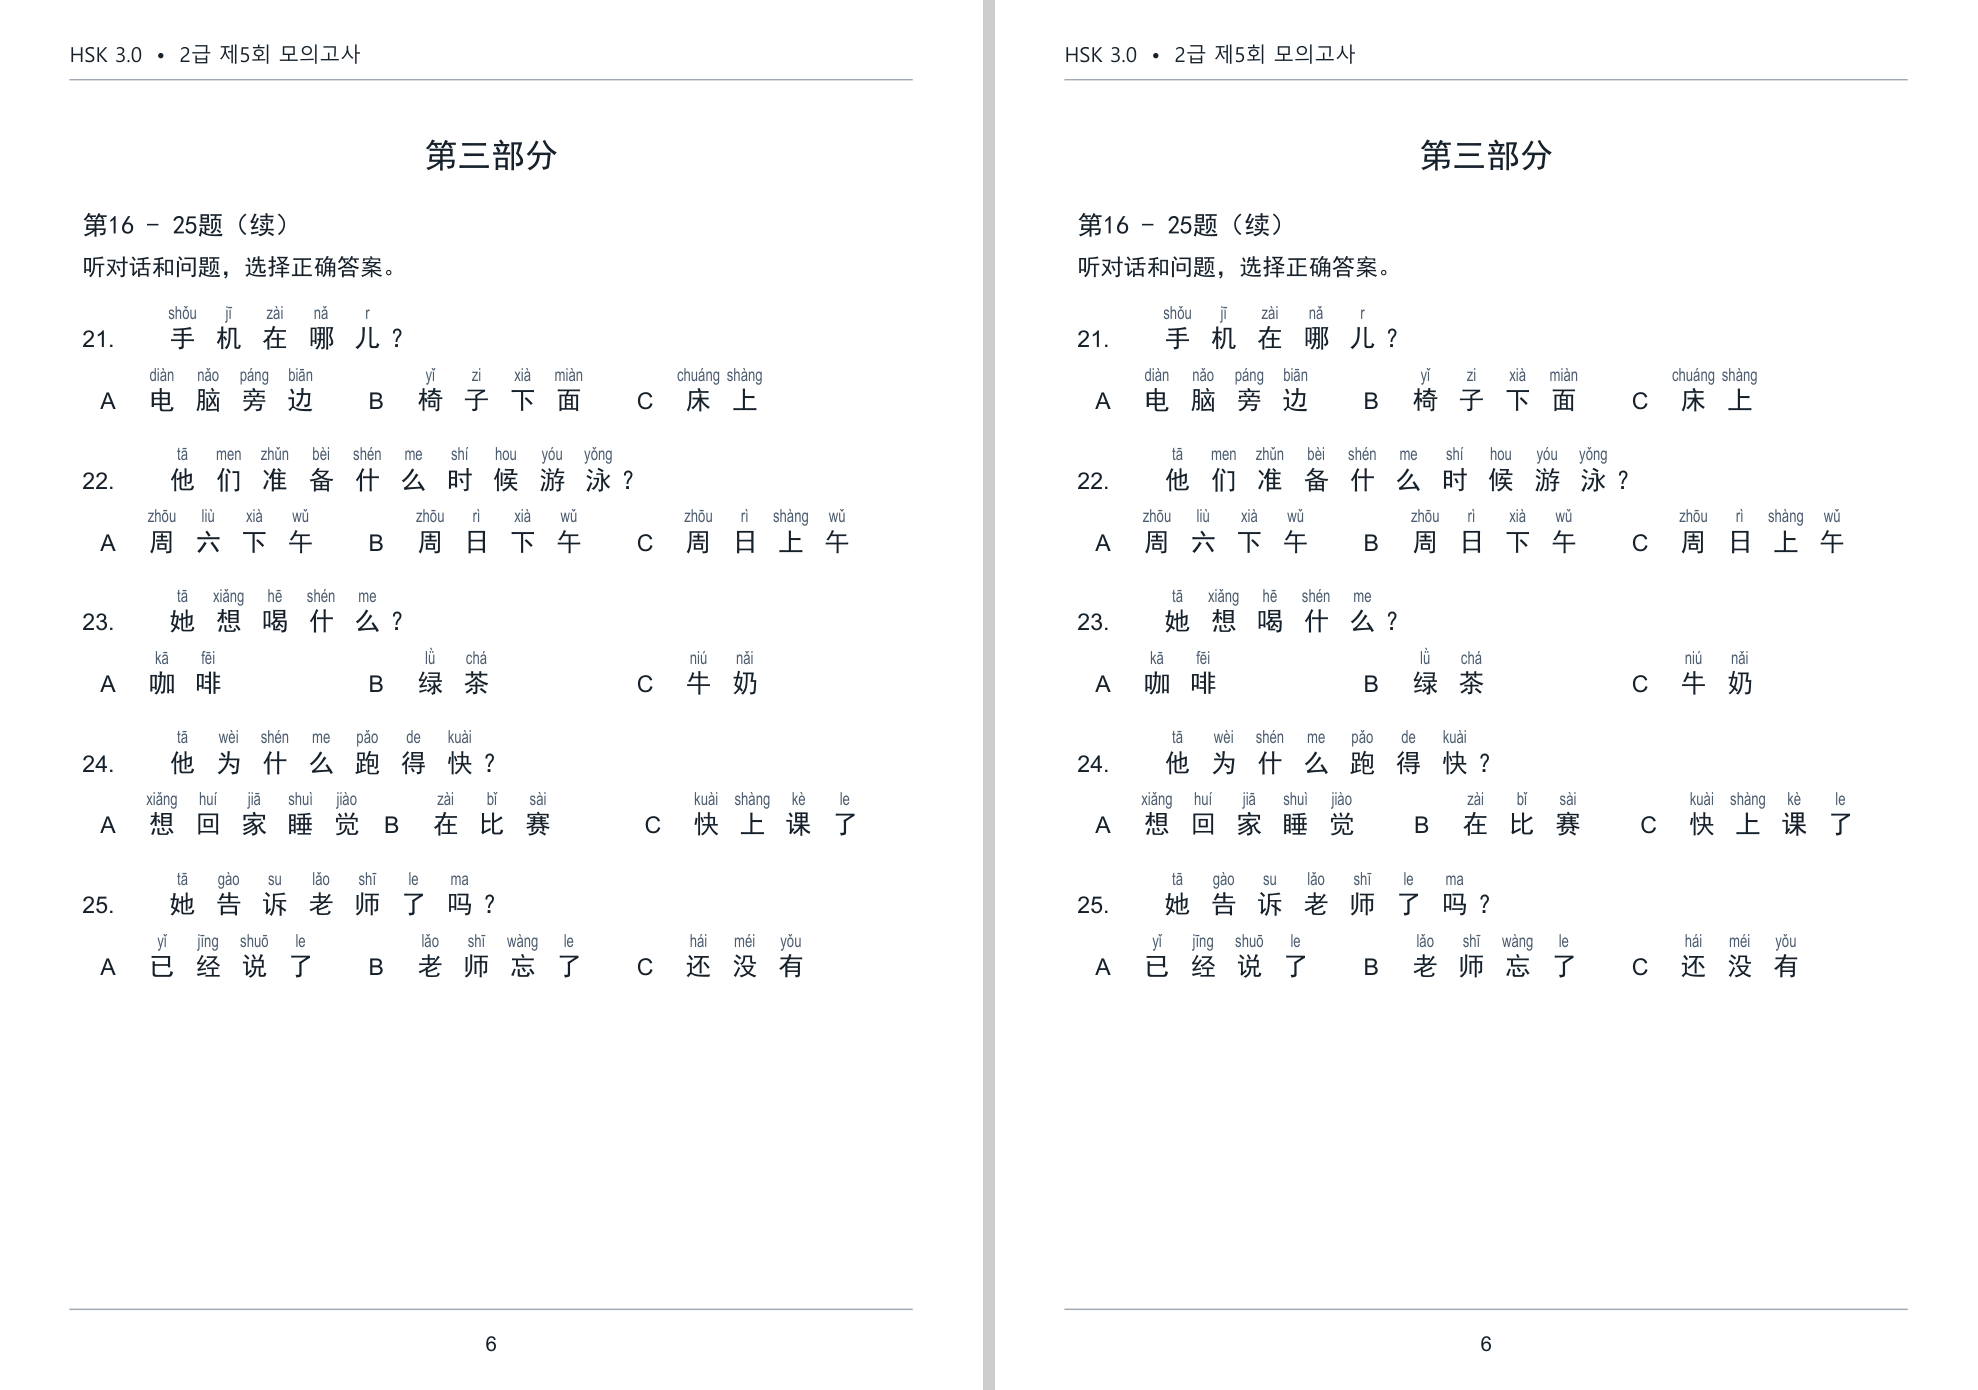 HSK 3.0 • 2급 제5회 모의고사
第三部分
第16 － 25题（续）
听对话和问题，选择正确答案。
shǒu jī zài nǎ r
21. 手机在哪儿？
diàn nǎo páng biān yǐ zi xià miàn chuáng shàng
A 电脑旁边 B 椅子下面 C 床上
tā men zhǔn bèi shén me shí hou yóu yǒng
22. 他们准备什么时候游泳？
zhōu liù xià wǔ zhōu rì xià wǔ zhōu rì shàng wǔ
A 周六下午 B 周日下午 C 周日上午
tā xiǎng hē shén me
23. 她想喝什么？
kā fēi lǜ chá niú nǎi
A 咖啡 B 绿茶 C 牛奶
tā wèi shén me pǎo de kuài
24. 他为什么跑得快？
xiǎng huí jiā shuì jiào zài bǐ sài kuài shàng kè le
A 想回家睡觉 B 在比赛 C 快上课了
tā gào su lǎo shī le ma
25. 她告诉老师了吗？
yǐ jīng shuō le lǎo shī wàng le hái méi yǒu
A 已经说了 B 老师忘了 C 还没有
6
HSK 3.0 • 2급 제5회 모의고사
第三部分
第16 － 25题（续）
听对话和问题，选择正确答案。
shǒu jī zài nǎ r
21. 手机在哪儿？
diàn nǎo páng biān yǐ zi xià miàn chuáng shàng
A 电脑旁边 B 椅子下面 C 床上
tā men zhǔn bèi shén me shí hou yóu yǒng
22. 他们准备什么时候游泳？
zhōu liù xià wǔ zhōu rì xià wǔ zhōu rì shàng wǔ
A 周六下午 B 周日下午 C 周日上午
tā xiǎng hē shén me
23. 她想喝什么？
kā fēi lǜ chá niú nǎi
A 咖啡 B 绿茶 C 牛奶
tā wèi shén me pǎo de kuài
24. 他为什么跑得快？
xiǎng huí jiā shuì jiào zài bǐ sài kuài shàng kè le
A 想回家睡觉 B 在比赛 C 快上课了
tā gào su lǎo shī le ma
25. 她告诉老师了吗？
yǐ jīng shuō le lǎo shī wàng le hái méi yǒu
A 已经说了 B 老师忘了 C 还没有
6